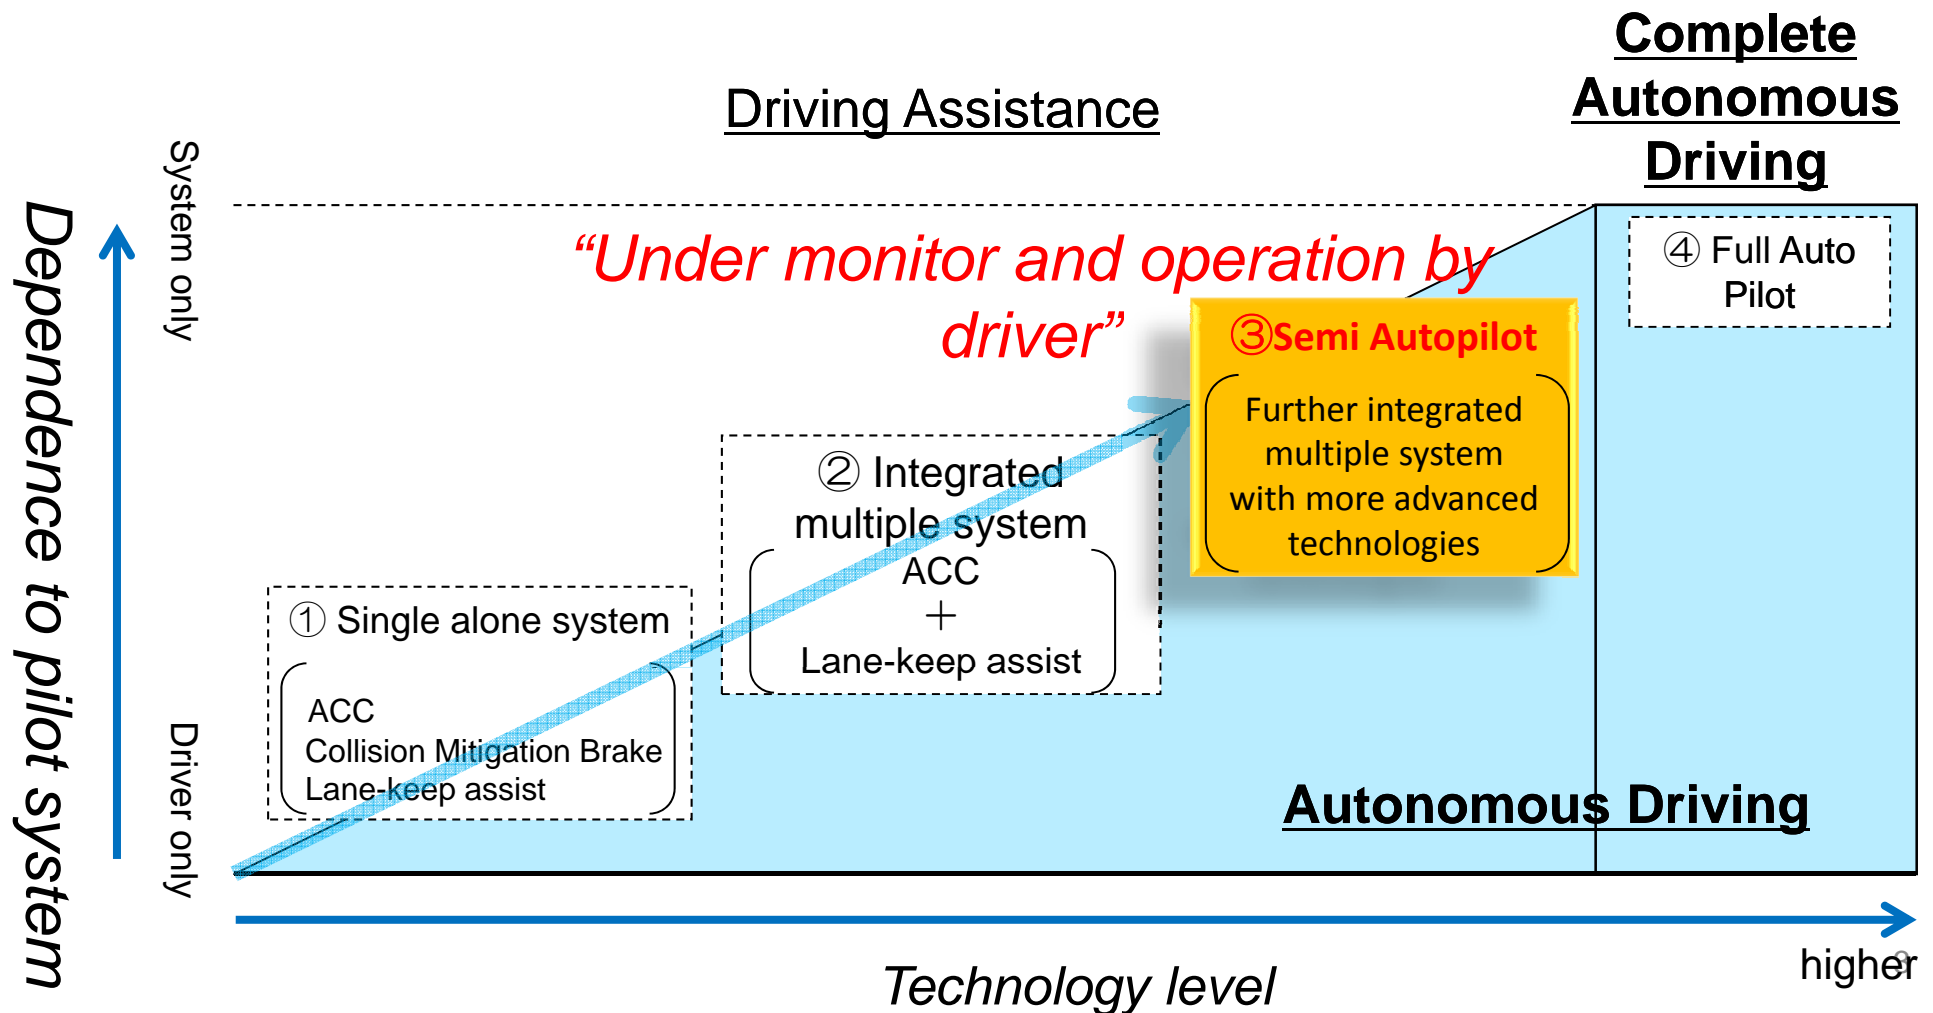 Complete
Autonomous
Driving
Driving Assistance
System only
Dependence to pilot system
Driver only
“Under monitor and operation by
driver”
④ Full Auto
Pilot
③Semi Autopilot
Further integrated
multiple system
with more advanced
technologies
② Integrated
multiple system
ACC
＋
Lane-keep assist
① Single alone system
ACC
Collision Mitigation Brake
Lane-keep assist
Autonomous Driving
higher
3
Technology level